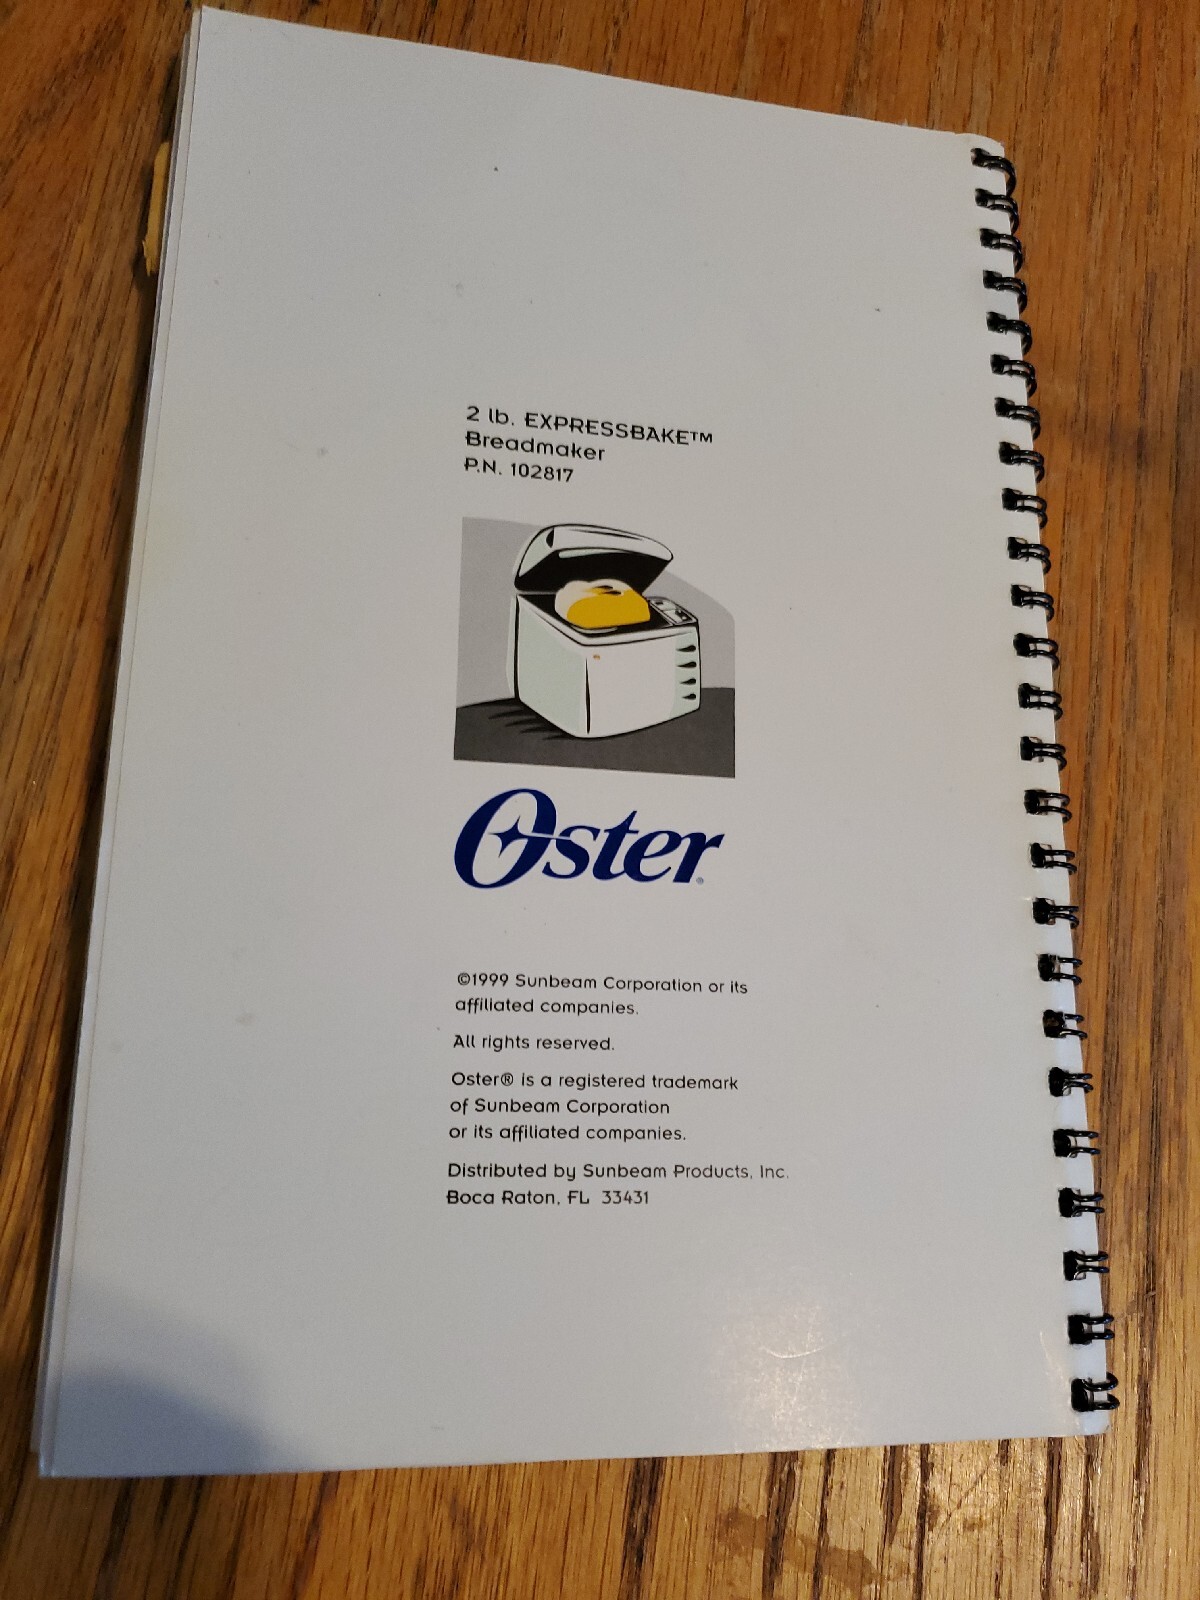 2 lb. EXPRESSBAKE™
Breadmaker
P.N. 102817
Oster®
©1999 Sunbeam Corporation or its
affiliated companies.
All rights reserved.
Oster® is a registered trademark
of Sunbeam Corporation
or its affiliated companies.
Distributed by Sunbeam Products, Inc.
Boca Raton, FL 33431